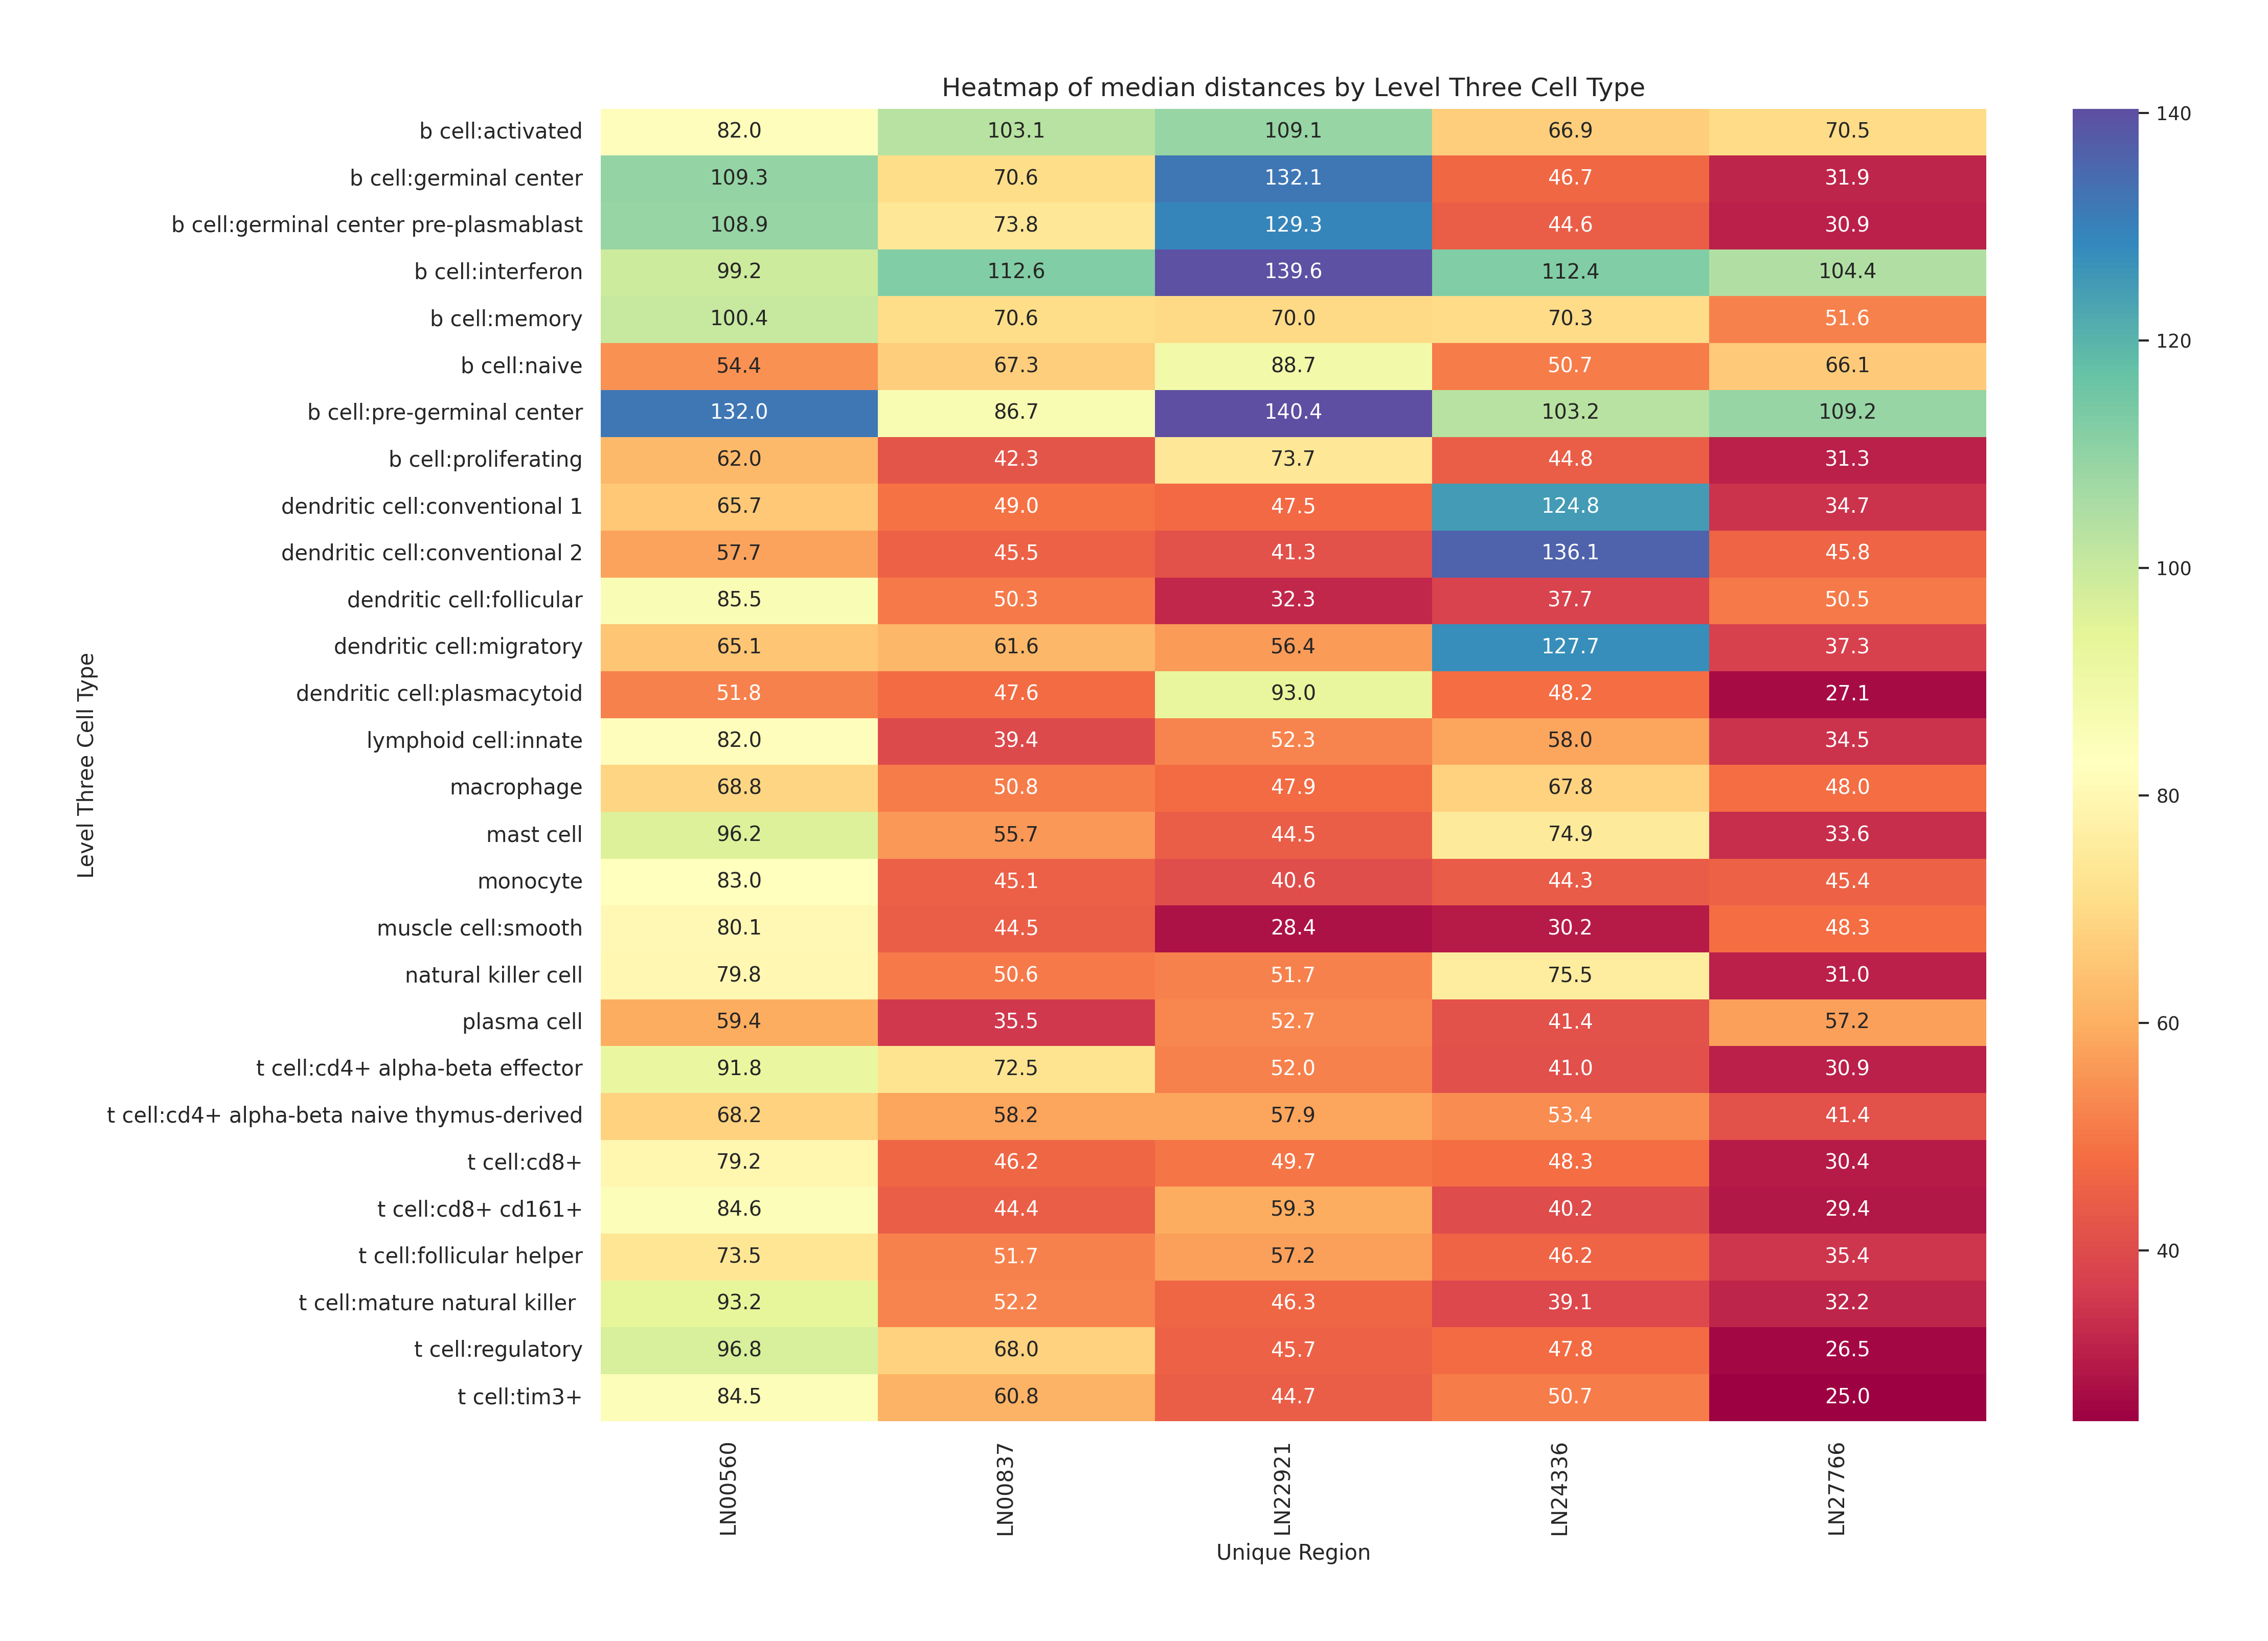 Heatmap of median distances by Level Three Cell Type
b cell:activated 82.0 103.1 109.1 66.9 70.5
b cell:germinal center 109.3 70.6 132.1 46.7 31.9
b cell:germinal center pre-plasmablast 108.9 73.8 129.3 44.6 30.9
b cell:interferon 99.2 112.6 139.6 112.4 104.4
b cell:memory 100.4 70.6 70.0 70.3 51.6
b cell:naive 54.4 67.3 88.7 50.7 66.1
b cell:pre-germinal center 132.0 86.7 140.4 103.2 109.2
b cell:proliferating 62.0 42.3 73.7 44.8 31.3
dendritic cell:conventional 1 65.7 49.0 47.5 124.8 34.7
dendritic cell:conventional 2 57.7 45.5 41.3 136.1 45.8
dendritic cell:follicular 85.5 50.3 32.3 37.7 50.5
dendritic cell:migratory 65.1 61.6 56.4 127.7 37.3
dendritic cell:plasmacytoid 51.8 47.6 93.0 48.2 27.1
lymphoid cell:innate 82.0 39.4 52.3 58.0 34.5
macrophage 68.8 50.8 47.9 67.8 48.0
mast cell 96.2 55.7 44.5 74.9 33.6
monocyte 83.0 45.1 40.6 44.3 45.4
muscle cell:smooth 80.1 44.5 28.4 30.2 48.3
natural killer cell 79.8 50.6 51.7 75.5 31.0
plasma cell 59.4 35.5 52.7 41.4 57.2
t cell:cd4+ alpha-beta effector 91.8 72.5 52.0 41.0 30.9
t cell:cd4+ alpha-beta naive thymus-derived 68.2 58.2 57.9 53.4 41.4
t cell:cd8+ 79.2 46.2 49.7 48.3 30.4
t cell:cd8+ cd161+ 84.6 44.4 59.3 40.2 29.4
t cell:follicular helper 73.5 51.7 57.2 46.2 35.4
t cell:mature natural killer 93.2 52.2 46.3 39.1 32.2
t cell:regulatory 96.8 68.0 45.7 47.8 26.5
t cell:tim3+ 84.5 60.8 44.7 50.7 25.0
LN00560 LN00837 LN22921 LN24336 LN27766
Unique Region
Level Three Cell Type
140
120
100
80
60
40